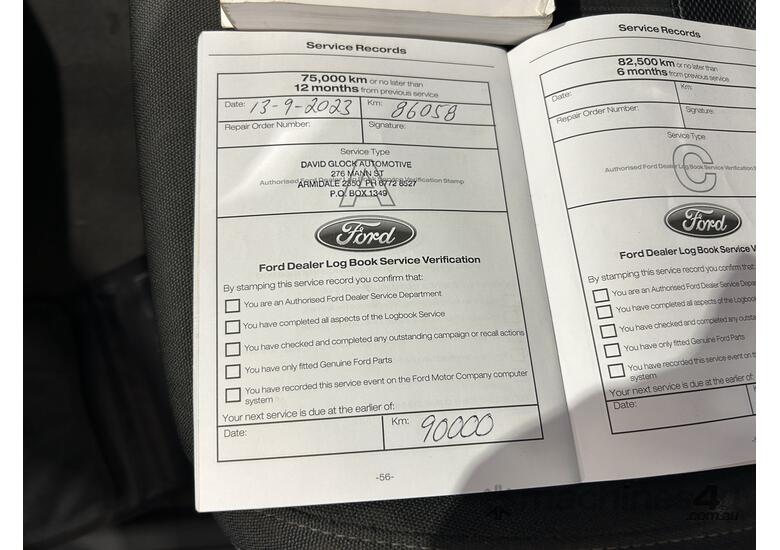 Service Records
75,000 km or no later than
12 months from previous service
Date: 13-9-2023 Km: 86058
Repair Order Number: Signature:
Service Type
A
DAVID GLOCK AUTOMOTIVE
276 MANN ST
Authorised Ford Dealer Log Book Service Verification Stamp
ARMIDALE 2350 PH 6772 8527
P.O. BOX 1349
Ford
Ford Dealer Log Book Service Verification
By stamping this service record you confirm that:
You are an Authorised Ford Dealer Service Department
You have completed all aspects of the Logbook Service
You have checked and completed any outstanding campaign or recall actions
You have only fitted Genuine Ford Parts
You have recorded this service event on the Ford Motor Company computer
system
Your next service is due at the earlier of:
Date: Km: 90000
-56-
Service Records
82,500 km or no later than
6 months from previous service
Date: Km:
Repair Order Number: Signature:
Service Type
C
Authorised Ford Dealer Log Book Service Verification
Ford
Ford Dealer Log Book Service
By stamping this service record you confirm that:
You are an Authorised Ford Dealer Service
You have completed all aspects of the
You have checked and completed any
You have only fitted Genuine Ford Parts
You have recorded this service event on
system
Your next service is due at the earlier of:
Date:
machines4u
.com.au